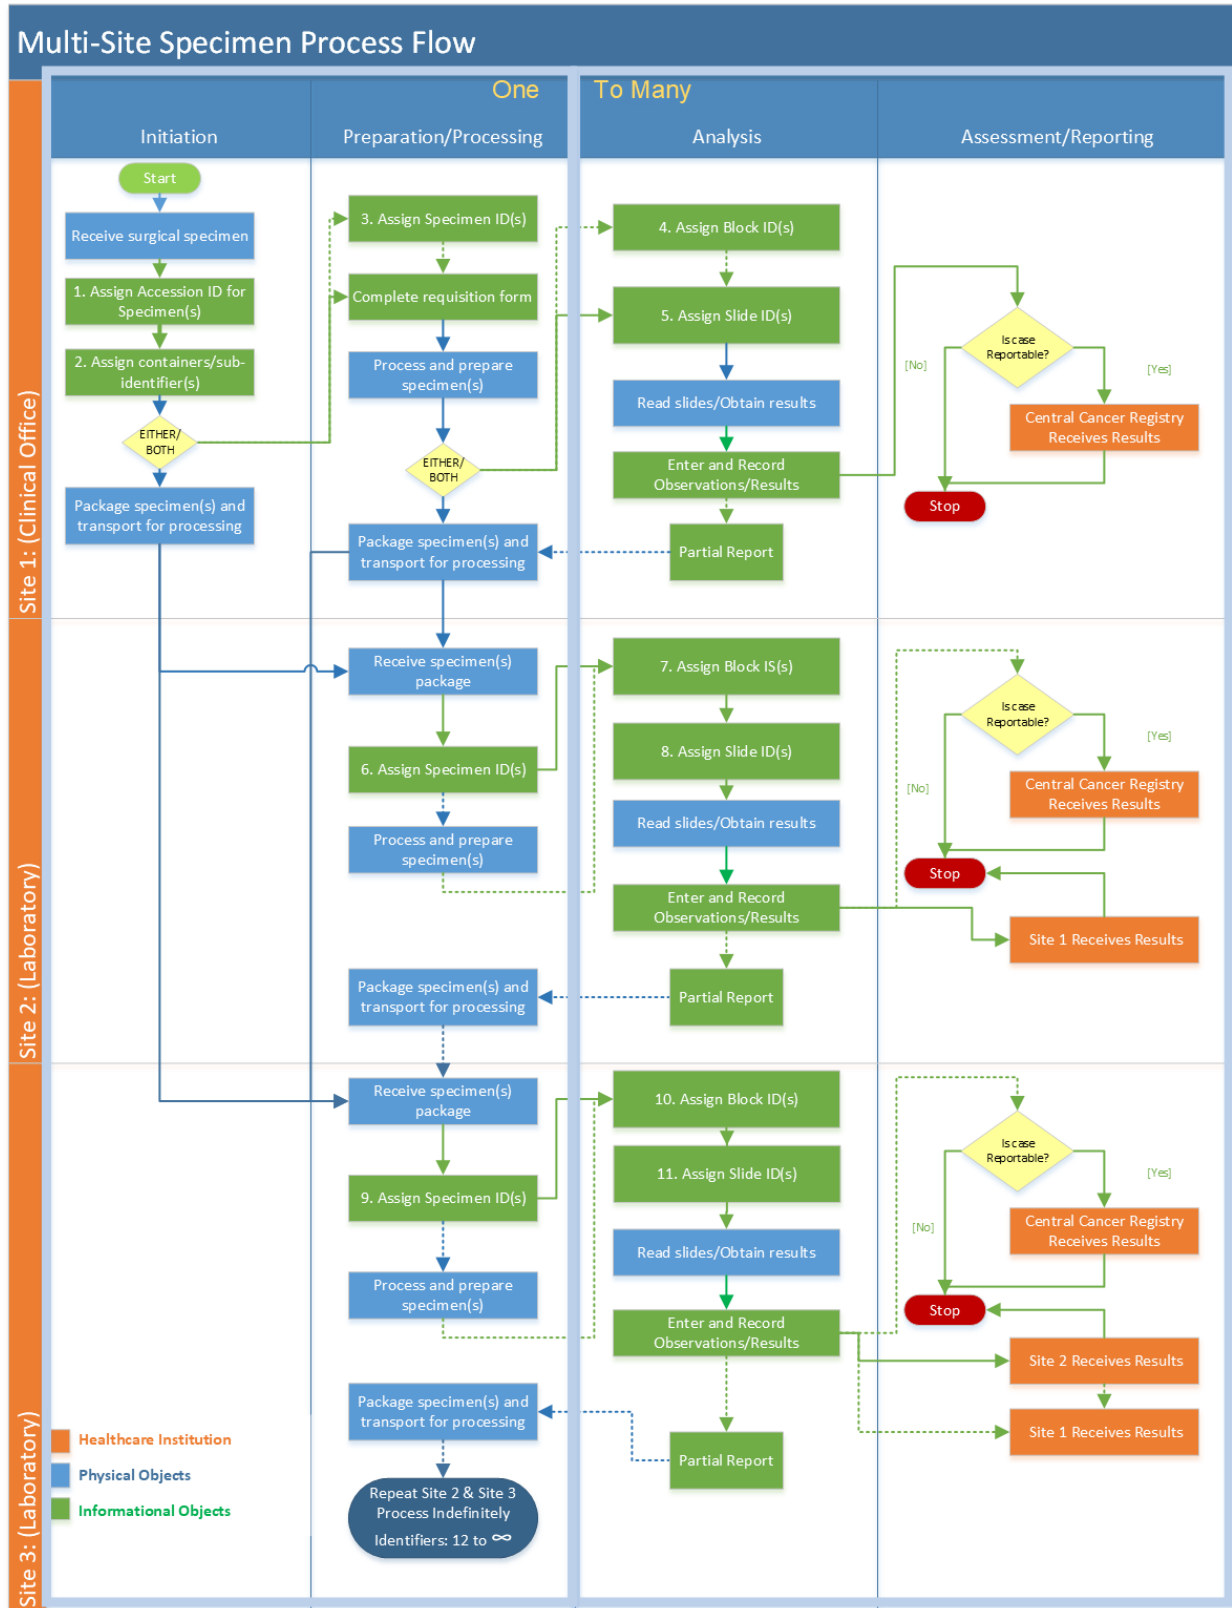 Multi-Site Specimen Process Flow
One
To Many
Initiation
Preparation/Processing
Analysis
Assessment/Reporting
Site 1: (Clinical Office)
Start
Receive surgical specimen
1. Assign Accession ID for
Specimen(s)
2. Assign containers/sub-
identifier(s)
EITHER/
BOTH
Package specimen(s) and
transport for processing
3. Assign Specimen ID(s)
Complete requisition form
Process and prepare
specimen(s)
EITHER/
BOTH
Package specimen(s) and
transport for processing
4. Assign Block ID(s)
5. Assign Slide ID(s)
Read slides/Obtain results
Enter and Record
Observations/Results
Partial Report
Is case
Reportable?
[No]
[Yes]
Central Cancer Registry
Receives Results
Stop
Site 2: (Laboratory)
Receive specimen(s)
package
6. Assign Specimen ID(s)
Process and prepare
specimen(s)
Package specimen(s) and
transport for processing
7. Assign Block IS(s)
8. Assign Slide ID(s)
Read slides/Obtain results
Enter and Record
Observations/Results
Partial Report
Is case
Reportable?
[Yes]
[No]
Central Cancer Registry
Receives Results
Stop
Site 1 Receives Results
Site 3: (Laboratory)
Receive specimen(s)
package
9. Assign Specimen ID(s)
Process and prepare
specimen(s)
Package specimen(s) and
transport for processing
Repeat Site 2 & Site 3
Process Indefinitely
Identifiers: 12 to ∞
10. Assign Block ID(s)
11. Assign Slide ID(s)
Read slides/Obtain results
Enter and Record
Observations/Results
Partial Report
Is case
Reportable?
[Yes]
[No]
Central Cancer Registry
Receives Results
Stop
Site 2 Receives Results
Site 1 Receives Results
Healthcare Institution
Physical Objects
Informational Objects